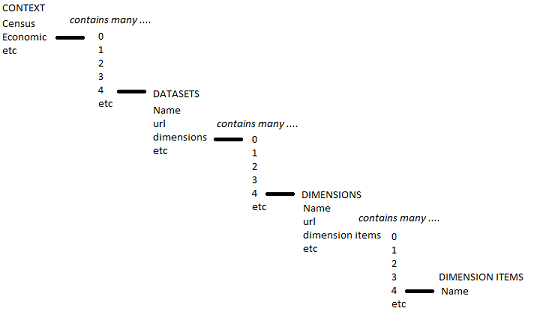 CONTEXT
Census
Economic
etc
contains many ....
0
1
2
3
4
etc
DATASETS
Name
url
dimensions
etc
contains many ....
0
1
2
3
4
etc
DIMENSIONS
Name
url
dimension items
etc
contains many ....
0
1
2
3
4
etc
DIMENSION ITEMS
Name